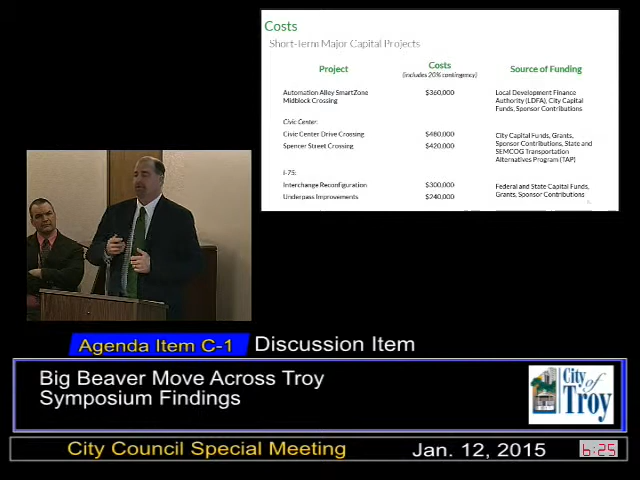 Costs
Short-Term Major Capital Projects
Project
Costs
(includes 20% contingency)
Source of Funding
Automation Alley SmartZone
Midblock Crossing
$360,000
Local Development Finance
Authority (LDFA), City Capital
Funds, Sponsor Contributions
Civic Center:
Civic Center Drive Crossing
$480,000
Spencer Street Crossing
$420,000
City Capital Funds, Grants,
Sponsor Contributions, State and
SEMCOG Transportation
Alternatives Program (TAP)
I-75:
Interchange Reconfiguration
$300,000
Underpass Improvements
$240,000
Federal and State Capital Funds,
Grants, Sponsor Contributions
Agenda Item C-1
Discussion Item
Big Beaver Move Across Troy
Symposium Findings
City
of
Troy
City Council Special Meeting
Jan. 12, 2015
6:25